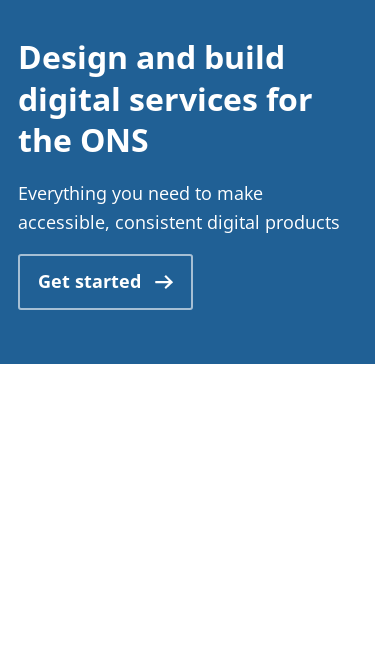 Design and build
digital services for
the ONS
Everything you need to make
accessible, consistent digital products
Get started